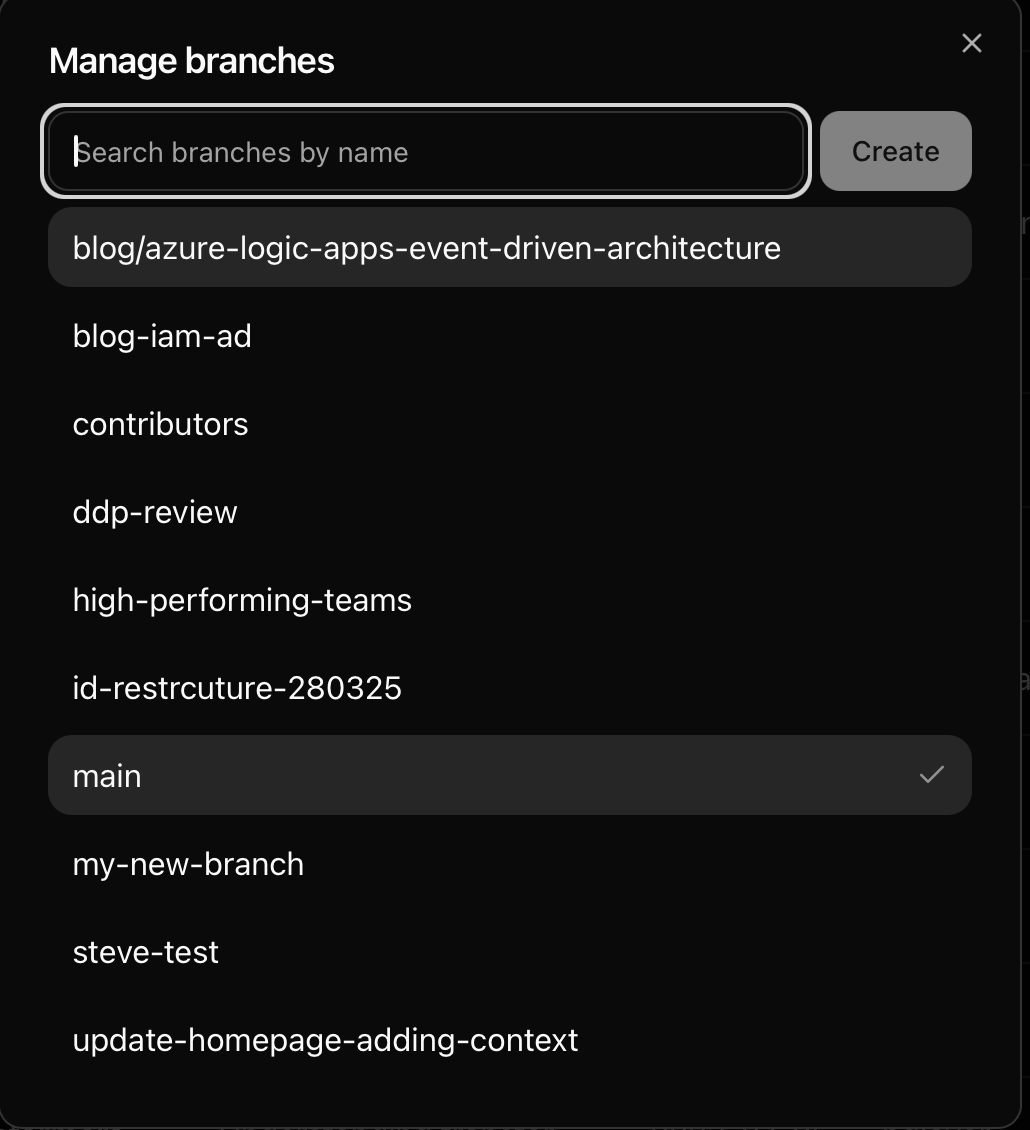 Manage branches
Search branches by name
Create
blog/azure-logic-apps-event-driven-architecture
blog-iam-ad
contributors
ddp-review
high-performing-teams
id-restrcuture-280325
main
my-new-branch
steve-test
update-homepage-adding-context